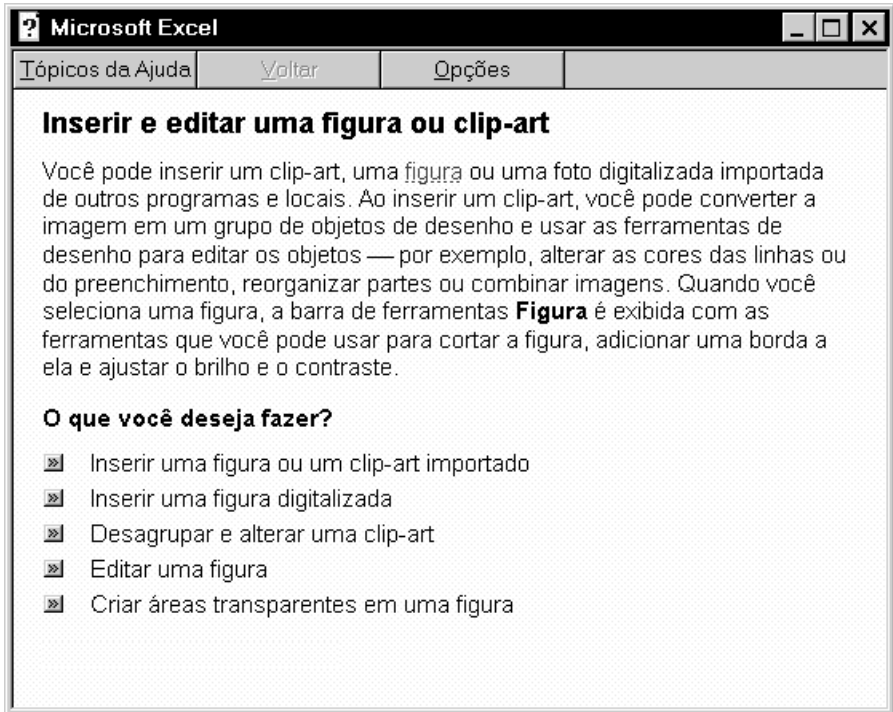 Microsoft Excel
Tópicos da Ajuda Voltar Opções
Inserir e editar uma figura ou clip-art
Você pode inserir um clip-art, uma figura ou uma foto digitalizada importada
de outros programas e locais. Ao inserir um clip-art, você pode converter a
imagem em um grupo de objetos de desenho e usar as ferramentas de
desenho para editar os objetos — por exemplo, alterar as cores das linhas ou
do preenchimento, reorganizar partes ou combinar imagens. Quando você
seleciona uma figura, a barra de ferramentas Figura é exibida com as
ferramentas que você pode usar para cortar a figura, adicionar uma borda a
ela e ajustar o brilho e o contraste.
O que você deseja fazer?
Inserir uma figura ou um clip-art importado
Inserir uma figura digitalizada
Desagrupar e alterar uma clip-art
Editar uma figura
Criar áreas transparentes em uma figura